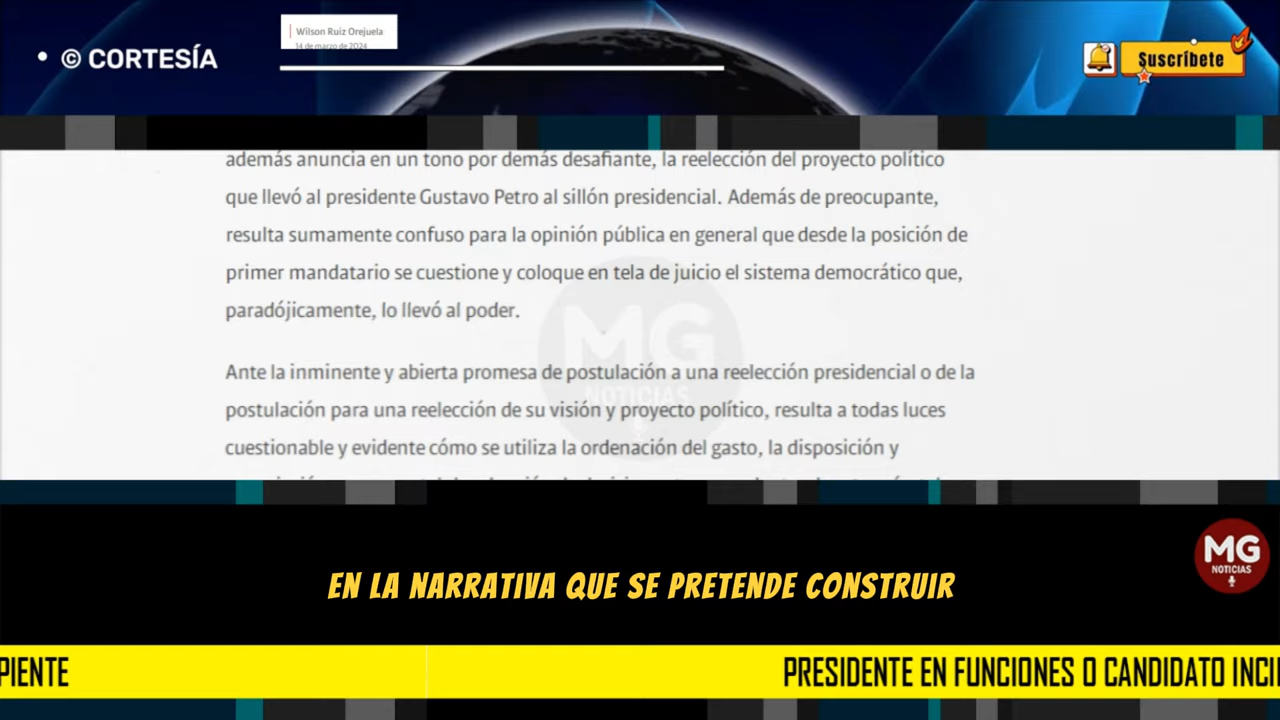 • © CORTESÍA
Wilson Ruiz Orejuela
14 de marzo de 2024
Suscríbete
además anuncia en un tono por demás desafiante, la reelección del proyecto político
que llevó al presidente Gustavo Petro al sillón presidencial. Además de preocupante,
resulta sumamente confuso para la opinión pública en general que desde la posición de
primer mandatario se cuestione y coloque en tela de juicio el sistema democrático que,
paradójicamente, lo llevó al poder.
Ante la inminente y abierta promesa de postulación a una reelección presidencial o de la
postulación para una reelección de su visión y proyecto político, resulta a todas luces
cuestionable y evidente cómo se utiliza la ordenación del gasto, la disposición y
MG
NOTICIAS
MG
NOTICIAS
EN LA NARRATIVA QUE SE PRETENDE CONSTRUIR
PIENTE
PRESIDENTE EN FUNCIONES O CANDIDATO INCI